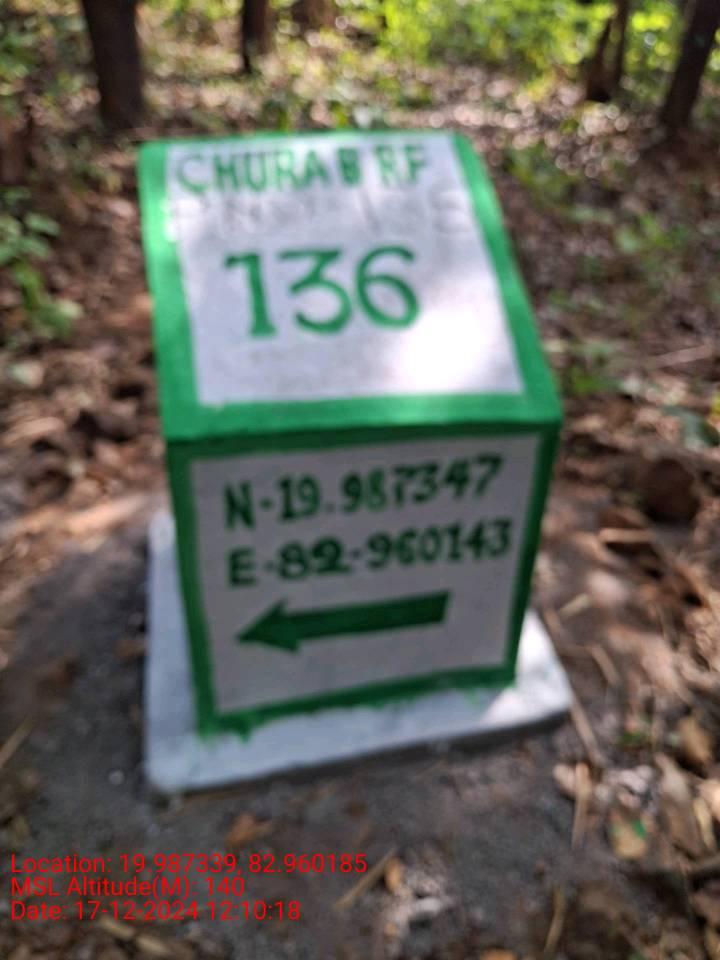 CHURA B RF
136
N-19.987347
E-82-960143
Location: 19.987339, 82.960185
MSL Altitude(M): 140
Date: 17-12-2024 12:10:18